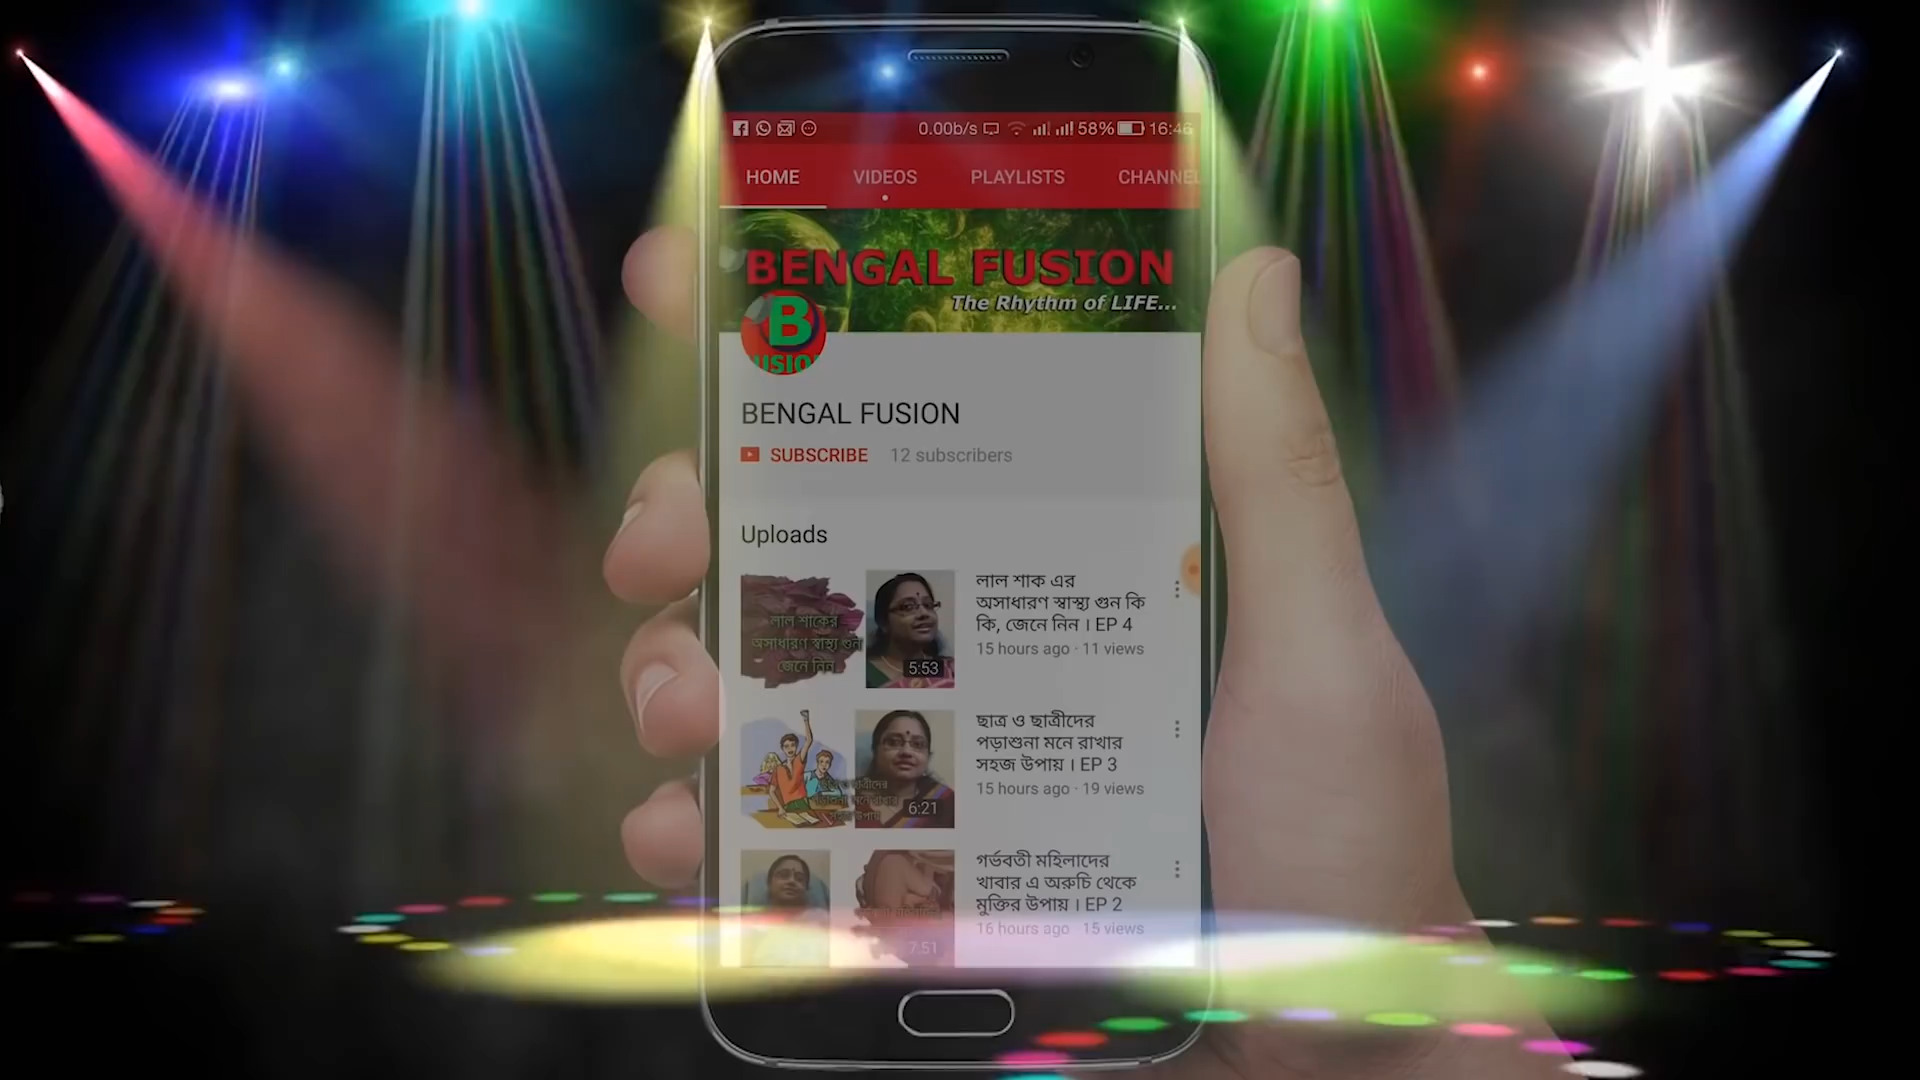 0.00b/s 58% 16:46
HOME VIDEOS PLAYLISTS CHANNEL
BENGAL FUSION
The Rhythm of LIFE...
B
USION
BENGAL FUSION
SUBSCRIBE 12 subscribers
Uploads
লাল শাকের
অসাধারণ স্বাস্থ্য গুন
জেনে নিন
5:53
লাল শাক এর
অসাধারণ স্বাস্থ্য গুন কি
কি, জেনে নিন । EP 4
15 hours ago · 11 views
6:21
ছাত্র ও ছাত্রীদের
পড়াশুনা মনে রাখার
সহজ উপায় । EP 3
15 hours ago · 19 views
7:51
গর্ভবতী মহিলাদের
খাবার এ অরুচি থেকে
মুক্তির উপায় । EP 2
16 hours ago · 15 views